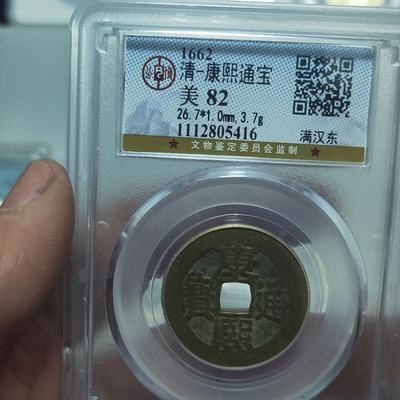 1662
清-康熙通宝
美 82
26.7*1.0mm,3.7g
1112805416
满汉东
★ 文物鉴定委员会监制 ★
康熙通寳